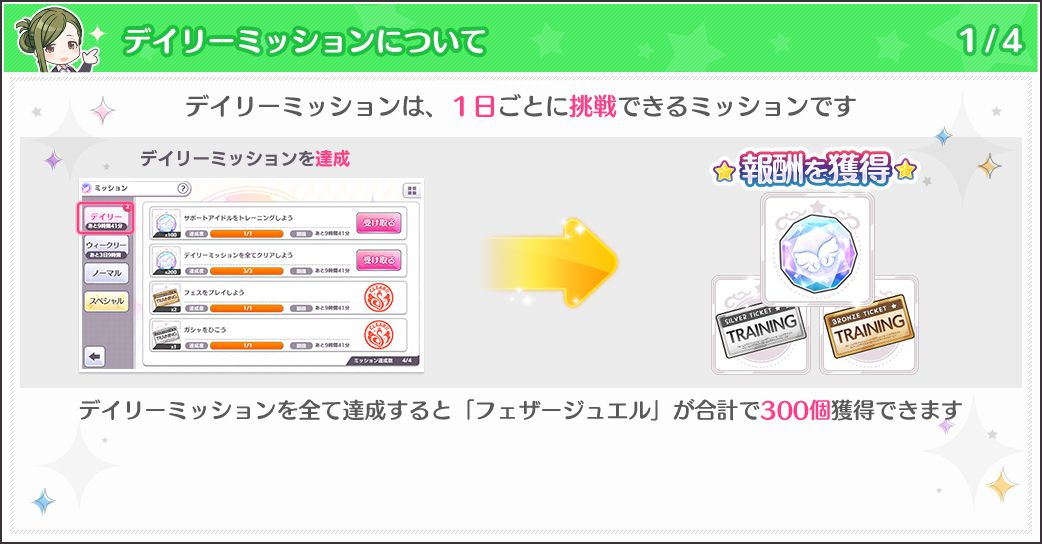 デイリーミッションについて
1/4
デイリーミッションは、1日ごとに挑戦できるミッションです
デイリーミッションを達成
ミッション
?
デイリー
あと9時間41分
ウィークリー
あと3日9時間
ノーマル
スペシャル
サポートアイドルをトレーニングしよう
x100
達成度
1/1
期限
あと9時間41分
受け取る
デイリーミッションを全てクリアしよう
x200
達成度
3/3
期限
あと9時間41分
受け取る
フェスをプレイしよう
TRAINING
x2
達成度
1/1
期限
あと9時間41分
CLEARED
ガシャをひこう
TRAINING
x1
達成度
1/1
期限
あと9時間41分
CLEARED
ミッション達成数 4/4
報酬を獲得
SILVER TICKET
TRAINING
BRONZE TICKET
TRAINING
デイリーミッションを全て達成すると「フェザージュエル」が合計で300個獲得できます